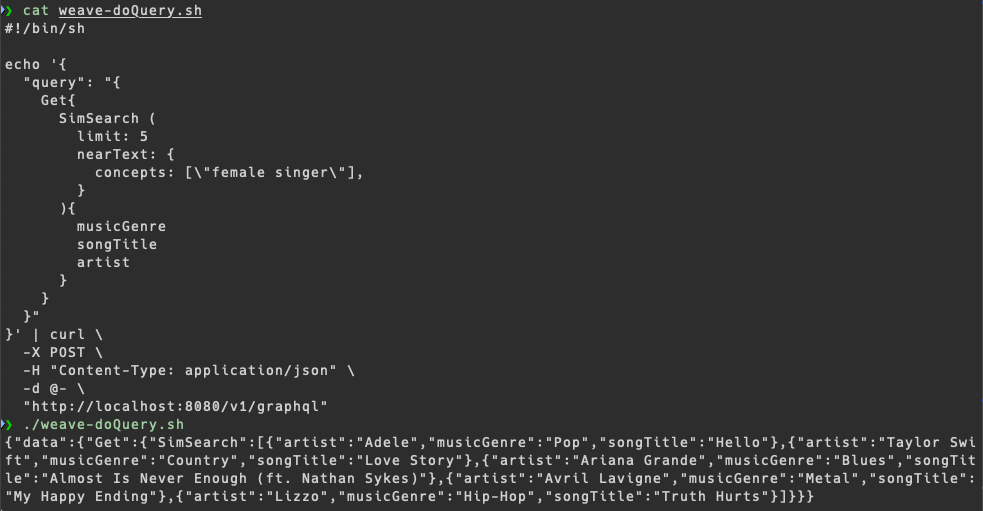 ❯ cat weave-doQuery.sh
#!/bin/sh

echo '{
  "query": "{
    Get{
      SimSearch (
        limit: 5
        nearText: {
          concepts: [\"female singer\"],
        }
      ){
        musicGenre
        songTitle
        artist
      }
    }
  }"
}' | curl \
  -X POST \
  -H "Content-Type: application/json" \
  -d @- \
  "http://localhost:8080/v1/graphql"
❯ ./weave-doQuery.sh
{"data":{"Get":{"SimSearch":[{"artist":"Adele","musicGenre":"Pop","songTitle":"Hello"},{"artist":"Taylor Swi
ft","musicGenre":"Country","songTitle":"Love Story"},{"artist":"Ariana Grande","musicGenre":"Blues","songTit
le":"Almost Is Never Enough (ft. Nathan Sykes)"},{"artist":"Avril Lavigne","musicGenre":"Metal","songTitle":
"My Happy Ending"},{"artist":"Lizzo","musicGenre":"Hip-Hop","songTitle":"Truth Hurts"}]}}}